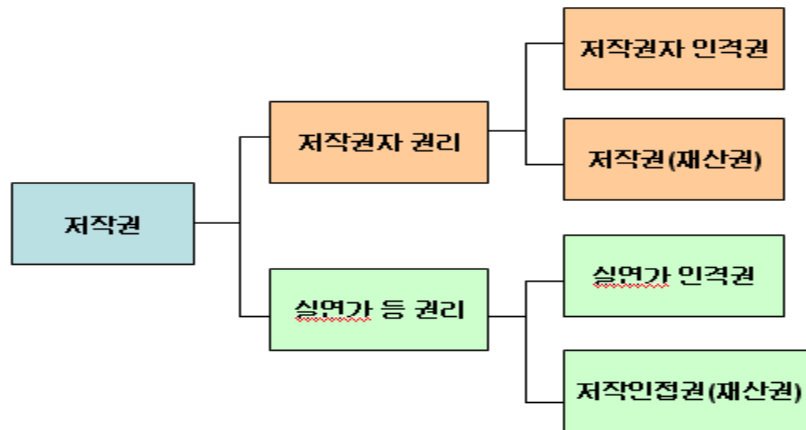 저작권
저작권자 권리
저작권자 인격권
저작권(재산권)
실연가 등 권리
실연가 인격권
저작인접권(재산권)